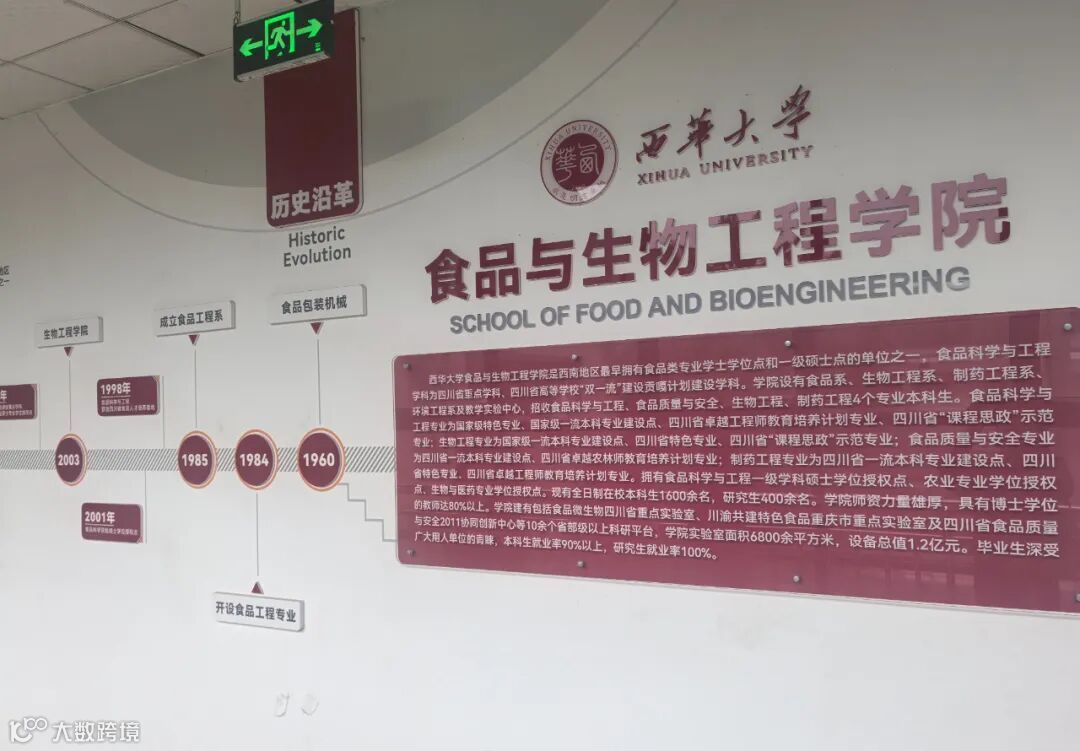 历史沿革
Historic
Evolution
XIHUA UNIVERSITY
西华大学
XIHUA UNIVERSITY
食品与生物工程学院
SCHOOL OF FOOD AND BIOENGINEERING
西华大学食品与生物工程学院是西南地区最早拥有食品类专业学士学位点和一级硕士点的单位之一，食品科学与工程
学科为四川省重点学科、四川省高等学校“双一流”建设贡嘎计划建设学科。学院设有食品系、生物工程系、制药工程系、
环境工程系及教学实验中心，招收食品科学与工程、食品质量与安全、生物工程、制药工程4个专业本科生。食品科学与
工程专业为国家级特色专业、国家级一流本科专业建设点、四川省卓越工程师教育培养计划专业、四川省“课程思政”示范
专业；生物工程专业为国家级一流本科专业建设点、四川省特色专业、四川省“课程思政”示范专业；食品质量与安全专业
为四川省一流本科专业建设点、四川省卓越农林师教育培养计划专业；制药工程专业为四川省一流本科专业建设点、四川
省特色专业、四川省卓越工程师教育培养计划专业。拥有食品科学与工程一级学科硕士学位授权点、农业专业学位授权
点、生物与医药专业学位授权点。现有全日制在校本科生1600余名，研究生400余名。学院师资力量雄厚，具有博士学位
的教师达80%以上。学院建有包括食品微生物四川省重点实验室、川渝共建特色食品重庆市重点实验室及四川省食品质量
与安全2011协同创新中心等10余个省部级以上科研平台，学院实验室面积6800余平方米，设备总值1.2亿元。毕业生深受
广大用人单位的青睐，本科生就业率90%以上，研究生就业率100%。
地区
之一
生物工程学院
成立食品工程系
食品包装机械
年
1998年
2003
1985
1984
1960
2001年
开设食品工程专业
大数跨境